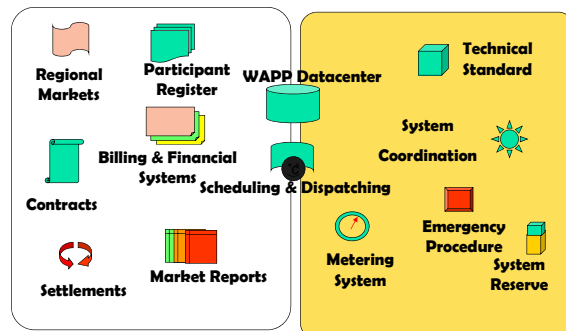 Regional
Markets
Participant
Register
WAPP Datacenter
Technical
Standard
Billing & Financial
Systems
System
Coordination
Contracts
Scheduling & Dispatching
Emergency
Procedure
Metering
System
System
Reserve
Settlements
Market Reports